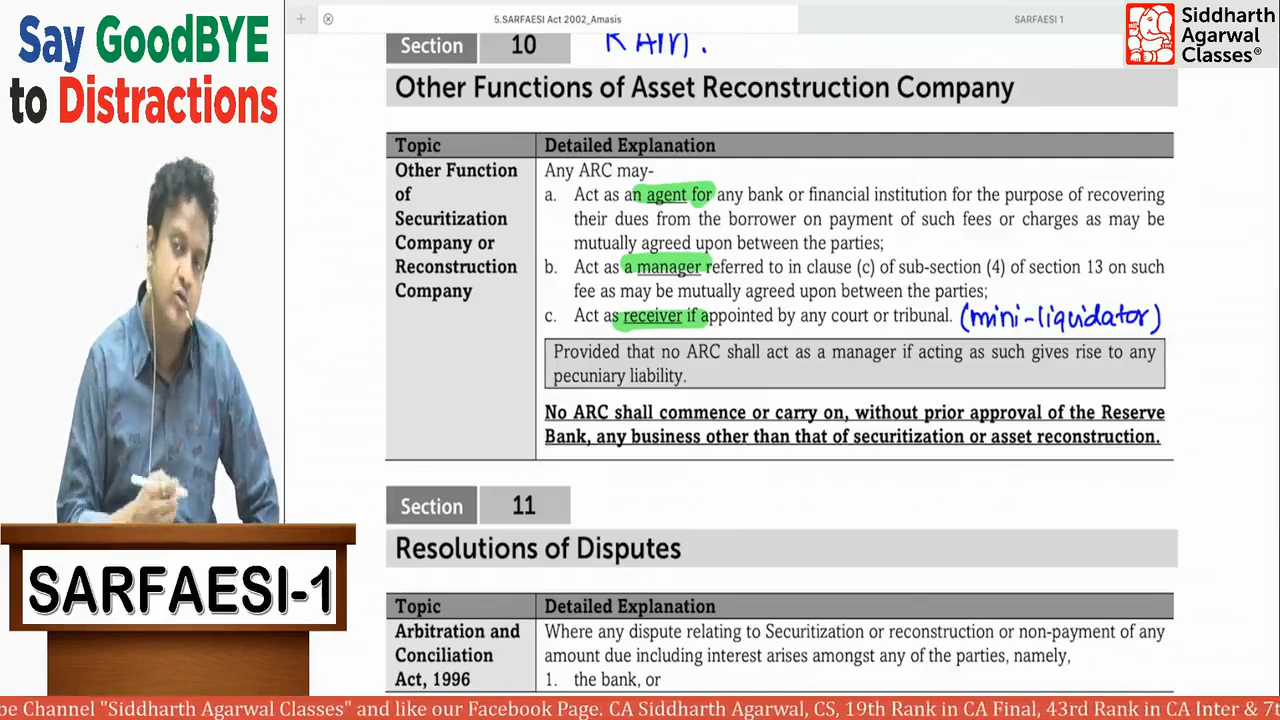 Say GoodBYE
to Distractions
5.SARFAESI Act 2002_Amasis
SARFAESI 1
Siddharth
Agarwal
Classes®
Section 10
RAM.
Other Functions of Asset Reconstruction Company
Topic Detailed Explanation
Other Function
of
Securitization
Company or
Reconstruction
Company
Any ARC may-
a. Act as an agent for any bank or financial institution for the purpose of recovering
their dues from the borrower on payment of such fees or charges as may be
mutually agreed upon between the parties;
b. Act as a manager referred to in clause (c) of sub-section (4) of section 13 on such
fee as may be mutually agreed upon between the parties;
c. Act as receiver if appointed by any court or tribunal. (mini-liquidator)
Provided that no ARC shall act as a manager if acting as such gives rise to any
pecuniary liability.
No ARC shall commence or carry on, without prior approval of the Reserve
Bank, any business other than that of securitization or asset reconstruction.
Section 11
Resolutions of Disputes
Topic Detailed Explanation
Arbitration and
Conciliation
Act, 1996
Where any dispute relating to Securitization or reconstruction or non-payment of any
amount due including interest arises amongst any of the parties, namely,
1. the bank, or
SARFAESI-1
be Channel "Siddharth Agarwal Classes" and like our Facebook Page. CA Siddharth Agarwal, CS, 19th Rank in CA Final, 43rd Rank in CA Inter & 7t